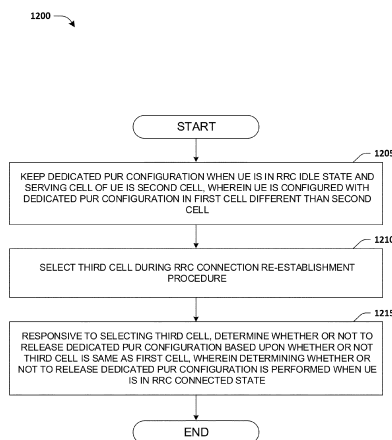 1200
START
1205
KEEP DEDICATED PUR CONFIGURATION WHEN UE IS IN RRC IDLE STATE AND
SERVING CELL OF UE IS SECOND CELL, WHEREIN UE IS CONFIGURED WITH
DEDICATED PUR CONFIGURATION IN FIRST CELL DIFFERENT THAN SECOND
CELL
1210
SELECT THIRD CELL DURING RRC CONNECTION RE-ESTABLISHMENT
PROCEDURE
1215
RESPONSIVE TO SELECTING THIRD CELL, DETERMINE WHETHER OR NOT TO
RELEASE DEDICATED PUR CONFIGURATION BASED UPON WHETHER OR NOT
THIRD CELL IS SAME AS FIRST CELL, WHEREIN DETERMINING WHETHER OR
NOT TO RELEASE DEDICATED PUR CONFIGURATION IS PERFORMED WHEN UE
IS IN RRC CONNECTED STATE
END